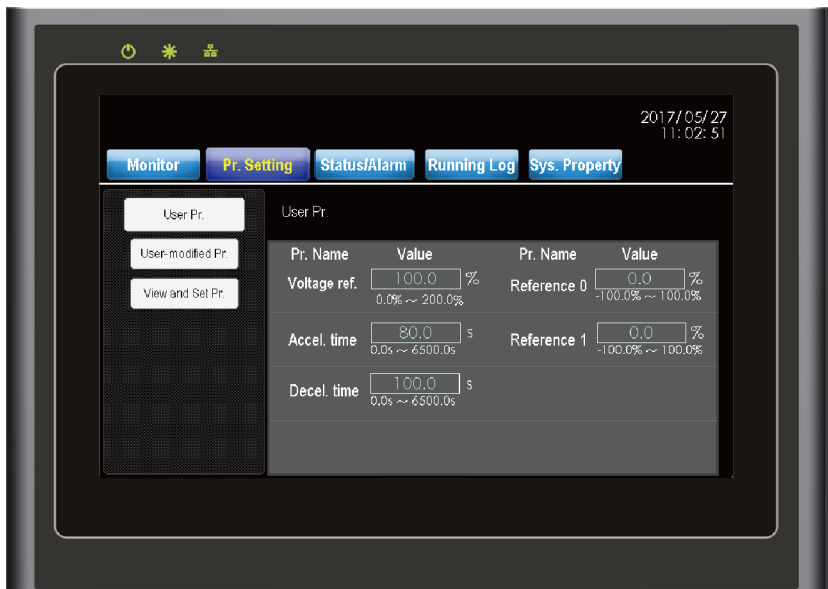 2017/05/27
11:02:51
Monitor Pr. Setting Status/Alarm Running Log Sys. Property
User Pr.
User-modified Pr.
View and Set Pr.
User Pr.
Pr. Name Value Pr. Name Value
Voltage ref. 100.0 % Reference 0 0.0 %
0.0% ~ 200.0% -100.0% ~ 100.0%
Accel. time 80.0 s Reference 1 0.0 %
0.0s ~ 6500.0s -100.0% ~ 100.0%
Decel. time 100.0 s
0.0s ~ 6500.0s